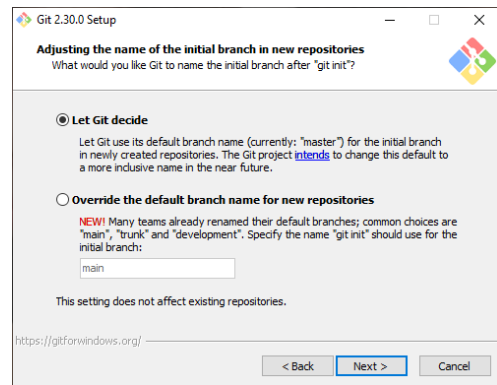 Git 2.30.0 Setup
Adjusting the name of the initial branch in new repositories
What would you like Git to name the initial branch after "git init"?
Let Git decide
Let Git use its default branch name (currently: "master") for the initial branch
in newly created repositories. The Git project intends to change this default to
a more inclusive name in the near future.
Override the default branch name for new repositories
NEW! Many teams already renamed their default branches; common choices are
"main", "trunk" and "development". Specify the name "git init" should use for the
initial branch:
main
This setting does not affect existing repositories.
https://gitforwindows.org/
< Back
Next >
Cancel